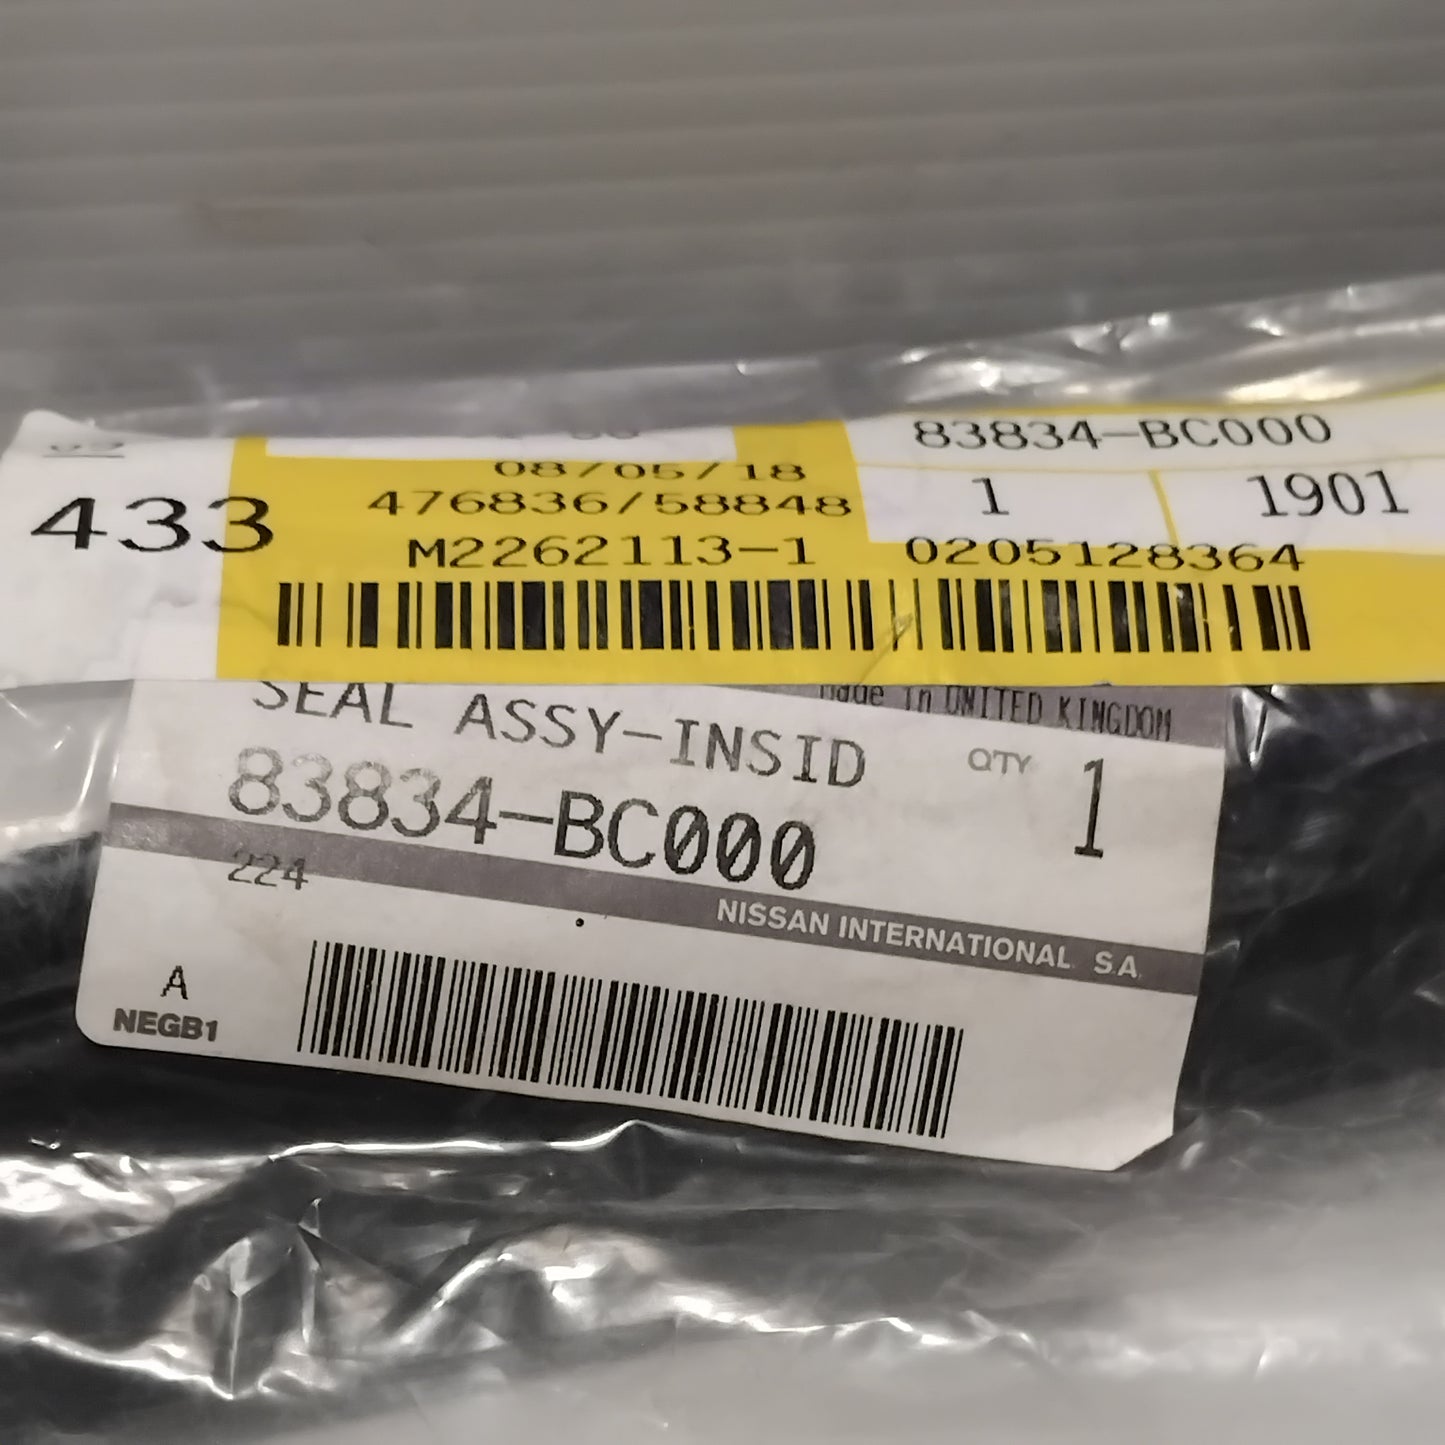 83834-BC000
08/05/18
1
1901
433
476836/58848
M2262113-1
0205128364
Made in UNITED KINGDOM
SEAL ASSY-INSID
QTY
1
83834-BC000
224
NISSAN INTERNATIONAL S.A.
A
NEGB1